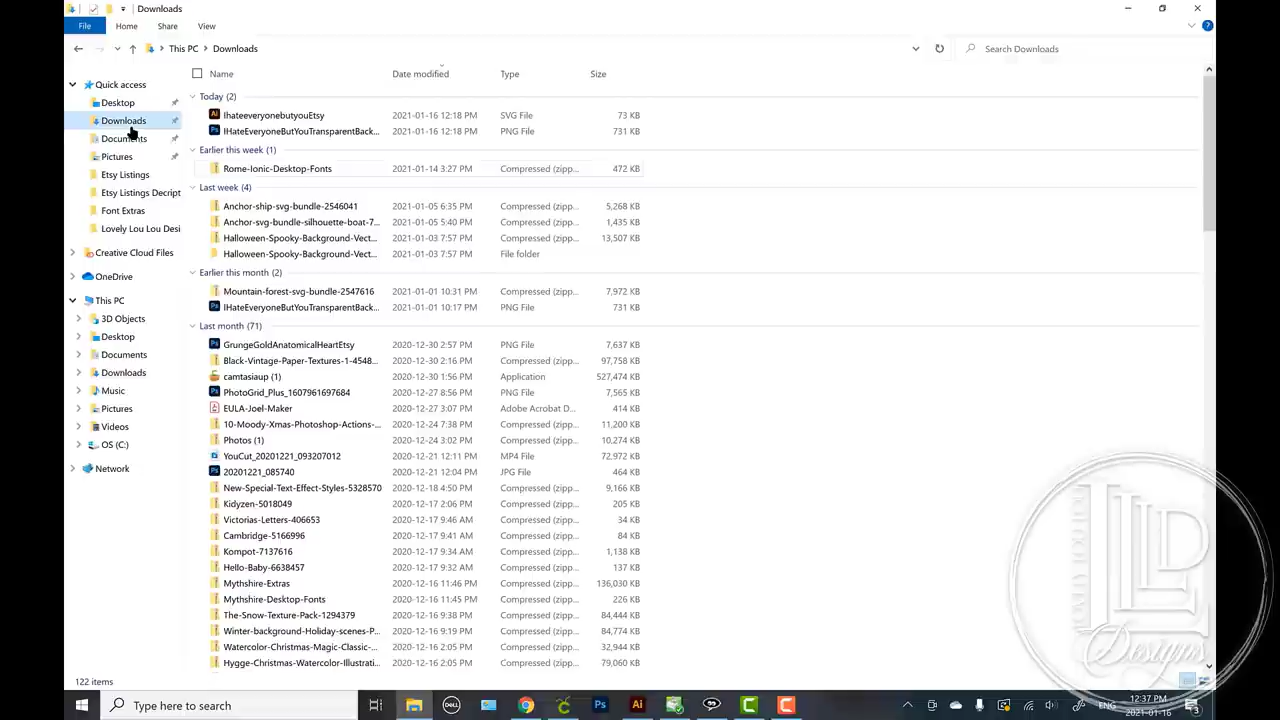 Downloads
File Home Share View
This PC Downloads Search Downloads
Name Date modified Type Size
Quick access
Desktop
Downloads
Documents
Pictures
Etsy Listings
Etsy Listings Decript
Font Extras
Lovely Lou Lou Desi
Creative Cloud Files
OneDrive
This PC
3D Objects
Desktop
Documents
Downloads
Music
Pictures
Videos
OS (C:)
Network
Today (2)
IhateeveryonebutyouEtsy 2021-01-16 12:18 PM SVG File 73 KB
IHateEveryoneButYouTransparentBack... 2021-01-16 12:18 PM PNG File 731 KB
Earlier this week (1)
Rome-Ionic-Desktop-Fonts 2021-01-14 3:27 PM Compressed (zipp... 472 KB
Last week (4)
Anchor-ship-svg-bundle-2546041 2021-01-05 6:35 PM Compressed (zipp... 5,268 KB
Anchor-svg-bundle-silhouette-boat-7... 2021-01-05 5:40 PM Compressed (zipp... 1,435 KB
Halloween-Spooky-Background-Vect... 2021-01-03 7:57 PM Compressed (zipp... 13,507 KB
Halloween-Spooky-Background-Vect... 2021-01-03 7:57 PM File folder
Earlier this month (2)
Mountain-forest-svg-bundle-2547616 2021-01-01 10:31 PM Compressed (zipp... 7,972 KB
IHateEveryoneButYouTransparentBack... 2021-01-01 10:17 PM PNG File 731 KB
Last month (71)
GrungeGoldAnatomicalHeartEtsy 2020-12-30 2:57 PM PNG File 7,637 KB
Black-Vintage-Paper-Textures-1-4548... 2020-12-30 2:16 PM Compressed (zipp... 97,758 KB
camtasiaup (1) 2020-12-30 1:56 PM Application 527,474 KB
PhotoGrid_Plus_1607961697684 2020-12-27 8:56 PM PNG File 7,565 KB
EULA-Joel-Maker 2020-12-27 3:07 PM Adobe Acrobat D... 414 KB
10-Moody-Xmas-Photoshop-Actions-... 2020-12-24 7:38 PM Compressed (zipp... 11,200 KB
Photos (1) 2020-12-24 3:02 PM Compressed (zipp... 10,274 KB
YouCut_20201221_093207012 2020-12-21 12:11 PM MP4 File 72,972 KB
20201221_085740 2020-12-21 12:04 PM JPG File 464 KB
New-Special-Text-Effect-Styles-5328570 2020-12-18 4:50 PM Compressed (zipp... 9,166 KB
Kidyzen-5018049 2020-12-17 2:06 PM Compressed (zipp... 205 KB
Victorias-Letters-406653 2020-12-17 9:46 AM Compressed (zipp... 34 KB
Cambridge-5166996 2020-12-17 9:41 AM Compressed (zipp... 84 KB
Kompot-7137616 2020-12-17 9:34 AM Compressed (zipp... 1,138 KB
Hello-Baby-6638457 2020-12-17 9:32 AM Compressed (zipp... 137 KB
Mythshire-Extras 2020-12-16 11:46 PM Compressed (zipp... 136,030 KB
Mythshire-Desktop-Fonts 2020-12-16 11:45 PM Compressed (zipp... 226 KB
The-Snow-Texture-Pack-1294379 2020-12-16 9:38 PM Compressed (zipp... 84,444 KB
Winter-background-Holiday-scenes-P... 2020-12-16 9:19 PM Compressed (zipp... 84,774 KB
Watercolor-Christmas-Magic-Classic-... 2020-12-16 2:05 PM Compressed (zipp... 32,944 KB
Hygge-Christmas-Watercolor-Illustrati... 2020-12-16 2:05 PM Compressed (zipp... 79,060 KB
122 items
LLLD
Designs
Type here to search
DELL
Ps
Ai
ENG
12:37 PM
2021-01-16